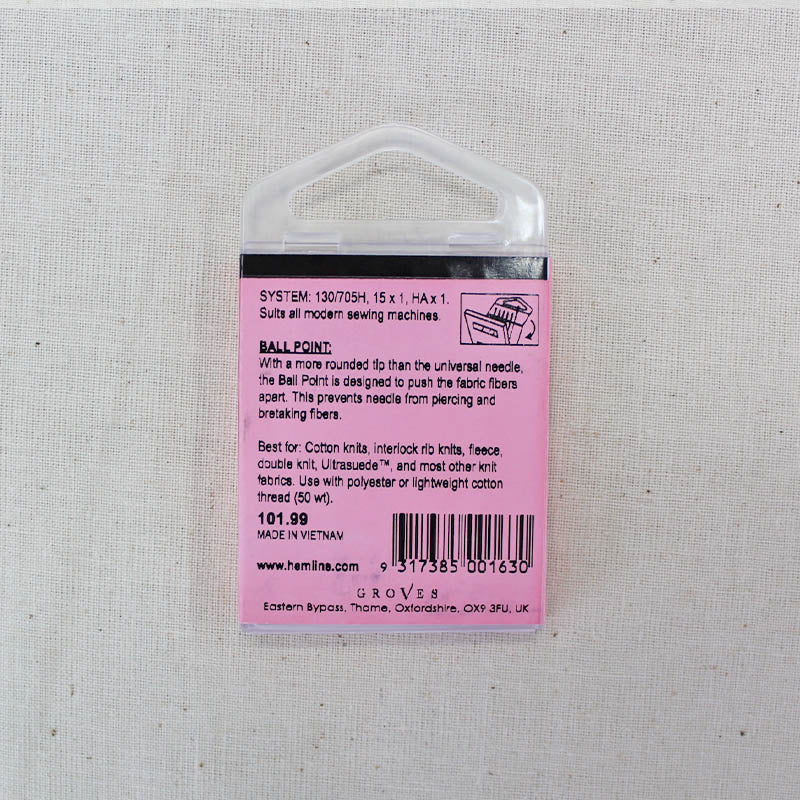 SYSTEM: 130/705H, 15 x 1, HA x 1.
Suits all modern sewing machines.
BALL POINT:
With a more rounded tip than the universal needle,
the Ball Point is designed to push the fabric fibers
apart. This prevents needle from piercing and
bretaking fibers.
Best for: Cotton knits, interlock rib knits, fleece,
double knit, Ultrasuede™, and most other knit
fabrics. Use with polyester or lightweight cotton
thread (50 wt).
101.99
MADE IN VIETNAM
www.hemline.com
9 317385 001630
GROVES
Eastern Bypass, Thame, Oxfordshire, OX9 3FU, UK